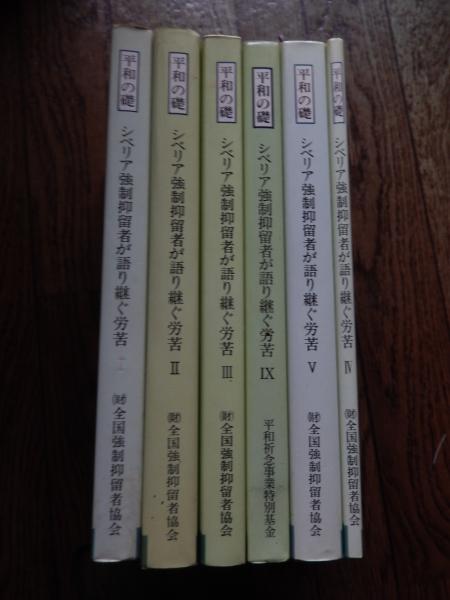 平和の礎 シベリア強制抑留者が語り継ぐ労苦 I ㈶全国強制抑留者協会
平和の礎 シベリア強制抑留者が語り継ぐ労苦 II ㈶全国強制抑留者協会
平和の礎 シベリア強制抑留者が語り継ぐ労苦 III ㈶全国強制抑留者協会
平和の礎 シベリア強制抑留者が語り継ぐ労苦 IX 平和祈念事業特別基金
平和の礎 シベリア強制抑留者が語り継ぐ労苦 V ㈶全国強制抑留者協会
平和の礎 シベリア強制抑留者が語り継ぐ労苦 IV ㈶全国強制抑留者協会